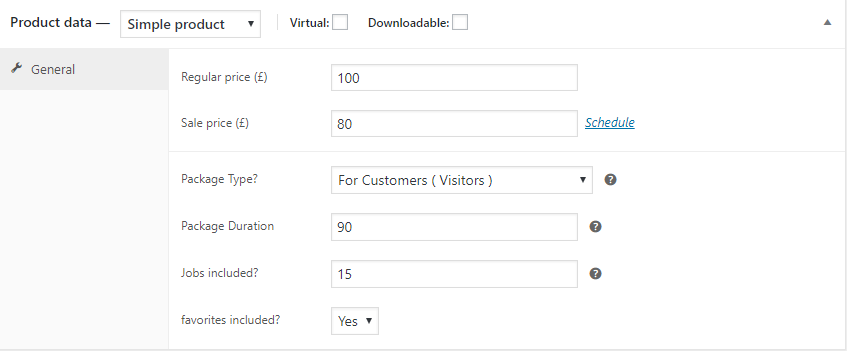 Product data — Simple product Virtual: Downloadable:
General
Regular price (£) 100
Sale price (£) 80 Schedule
Package Type? For Customers ( Visitors )
Package Duration 90
Jobs included? 15
favorites included? Yes